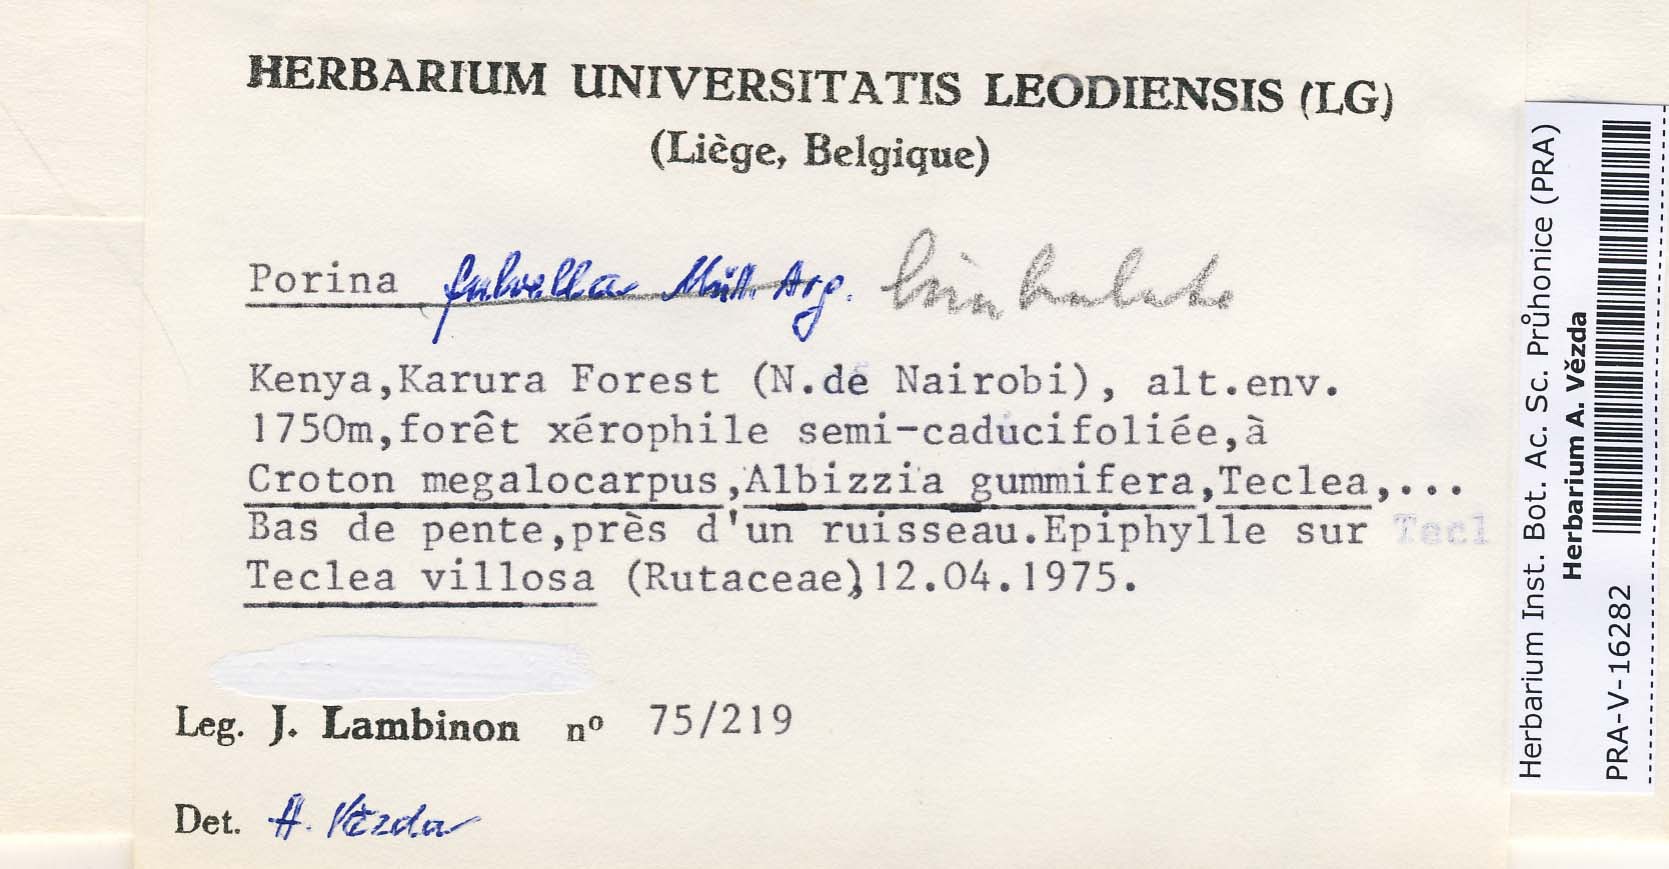 HERBARIUM UNIVERSITATIS LEODIENSIS (LG)
(Liège, Belgique)
Porina fulvella Müll. Arg. limbulata
Kenya,Karura Forest (N.de Nairobi), alt.env.
1750m,forêt xérophile semi-caducifoliée,à
Croton megalocarpus,Albizzia gummifera,Teclea,...
Bas de pente,près d'un ruisseau.Epiphylle sur Tecl
Teclea villosa (Rutaceae),12.04.1975.
Leg. J. Lambinon nº 75/219
Det. A. Vězda
Herbarium Inst. Bot. Ac. Sc. Průhonice (PRA)
Herbarium A. Vězda
PRA-V-16282